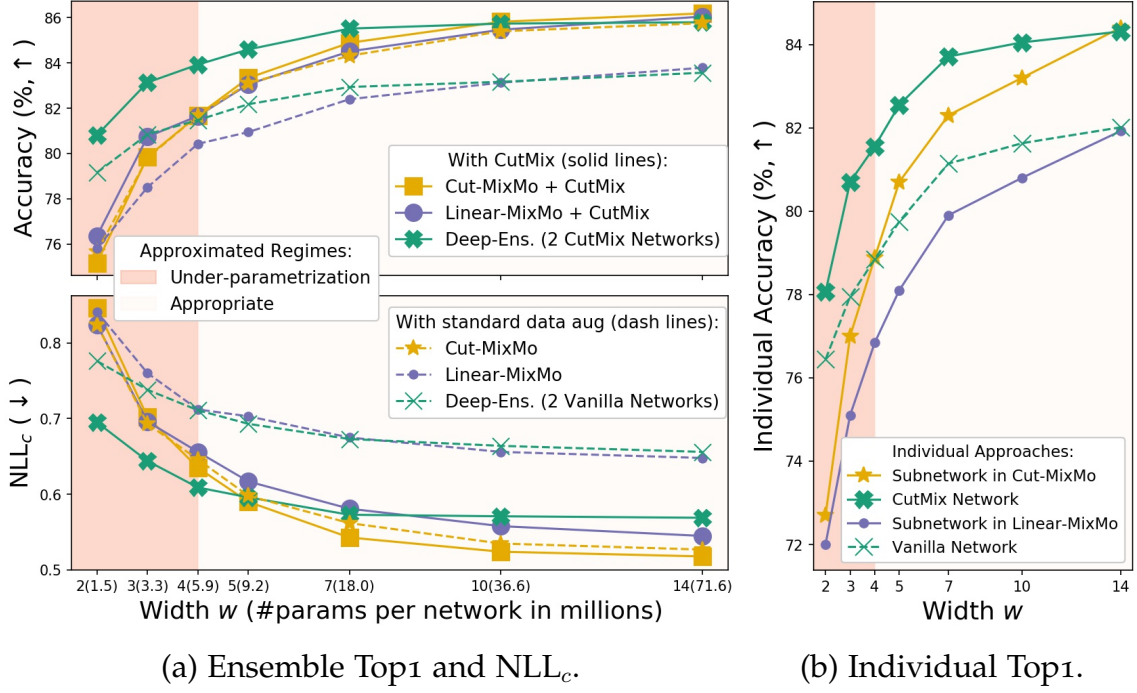 86
84
82
80
78
76
Accuracy (%, ↑)
With CutMix (solid lines):
Cut-MixMo + CutMix
Linear-MixMo + CutMix
Deep-Ens. (2 CutMix Networks)
Approximated Regimes:
Under-parametrization
Appropriate
0.8
0.7
0.6
0.5
NLLc (↓)
With standard data aug (dash lines):
Cut-MixMo
Linear-MixMo
Deep-Ens. (2 Vanilla Networks)
2(1.5) 3(3.3) 4(5.9) 5(9.2) 7(18.0) 10(36.6) 14(71.6)
Width w (#params per network in millions)
(a) Ensemble Top1 and NLLc.
84
82
80
78
76
74
72
Individual Accuracy (%, ↑)
Individual Approaches:
Subnetwork in Cut-MixMo
CutMix Network
Subnetwork in Linear-MixMo
Vanilla Network
2 3 4 5 7 10 14
Width w
(b) Individual Top1.